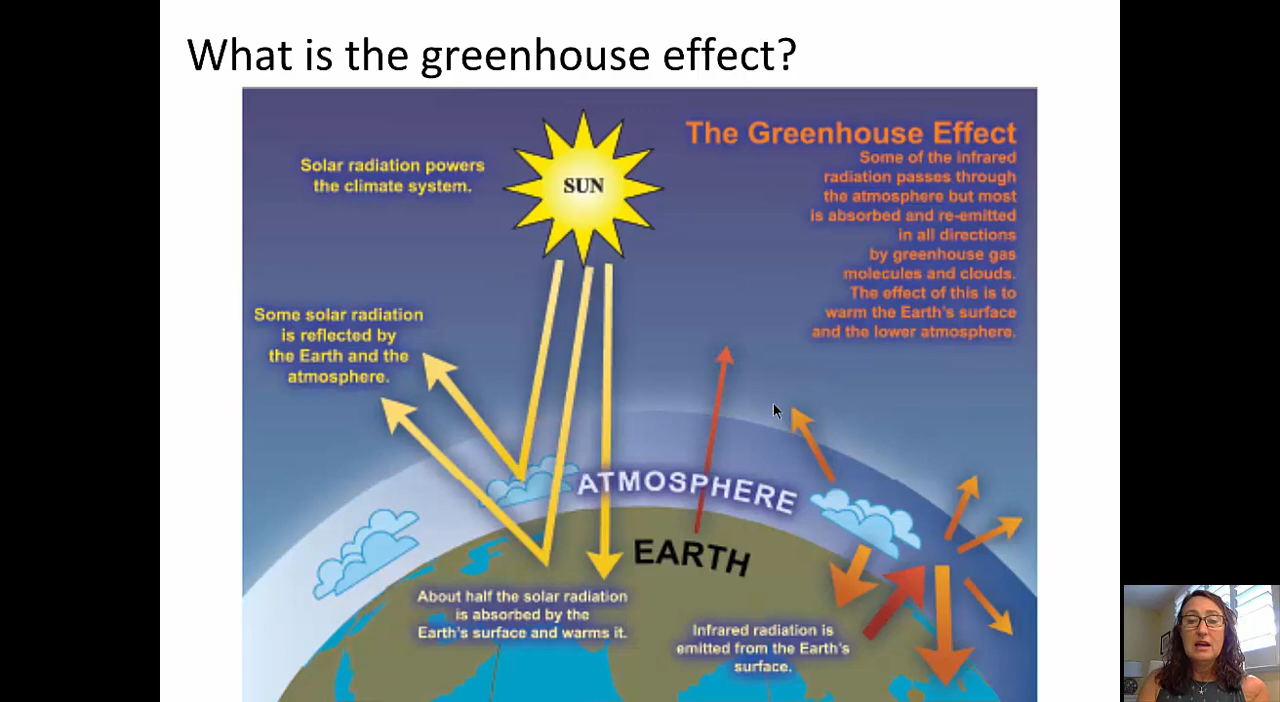 What is the greenhouse effect?
The Greenhouse Effect
Some of the infrared
radiation passes through
the atmosphere but most
is absorbed and re-emitted
in all directions
by greenhouse gas
molecules and clouds.
The effect of this is to
warm the Earth's surface
and the lower atmosphere.
Solar radiation powers
the climate system.
SUN
Some solar radiation
is reflected by
the Earth and the
atmosphere.
ATMOSPHERE
EARTH
About half the solar radiation
is absorbed by the
Earth's surface and warms it.
Infrared radiation is
emitted from the Earth's
surface.